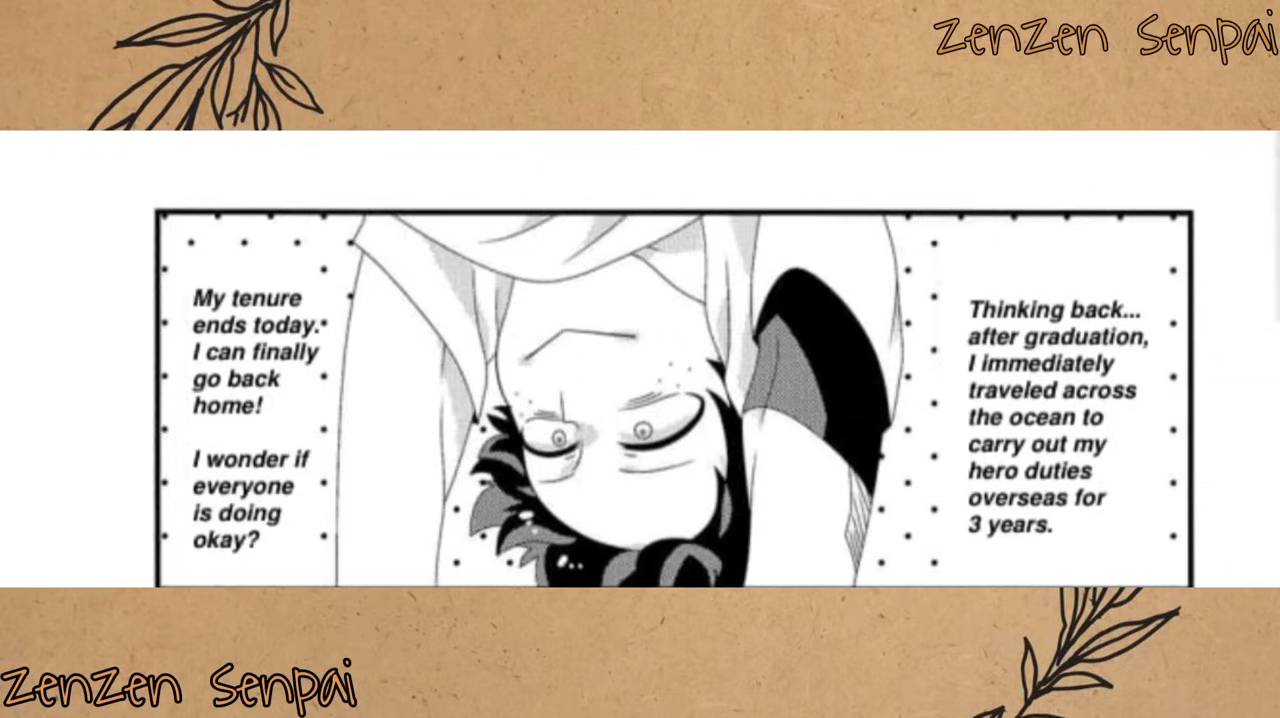 ZenZen Senpai
Thinking back...
after graduation,
I immediately
traveled across
the ocean to
carry out my
hero duties
overseas for
3 years.
My tenure
ends today.
I can finally
go back
home!
I wonder if
everyone
is doing
okay?
ZenZen Senpai